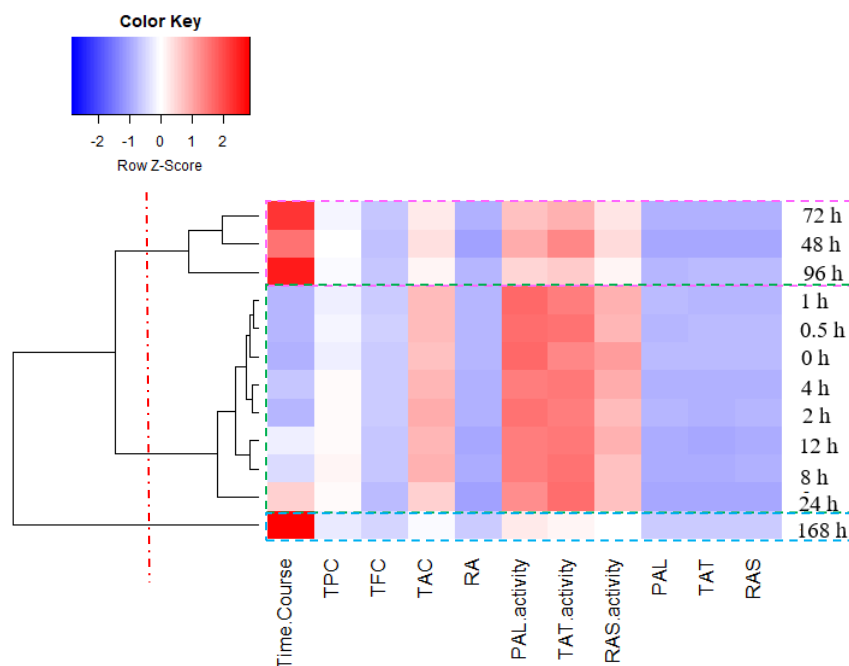 Color Key
-2 -1 0 1 2
Row Z-Score
72 h
48 h
96 h
1 h
0.5 h
0 h
4 h
2 h
12 h
8 h
24 h
168 h
Time.Course
TPC
TFC
TAC
RA
PAL.activity
TAT.activity
RAS.activity
PAL
TAT
RAS